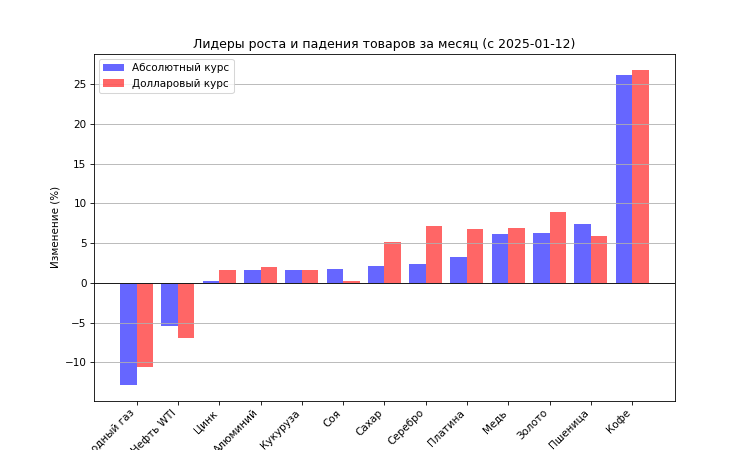 Лидеры роста и падения товаров за месяц (с 2025-01-12)
Абсолютный курс
Долларовый курс
Изменение (%)
25
20
15
10
5
0
−5
−10
одный газ
Нефть WTI
Цинк
Алюминий
Кукуруза
Соя
Сахар
Серебро
Платина
Медь
Золото
Пшеница
Кофе